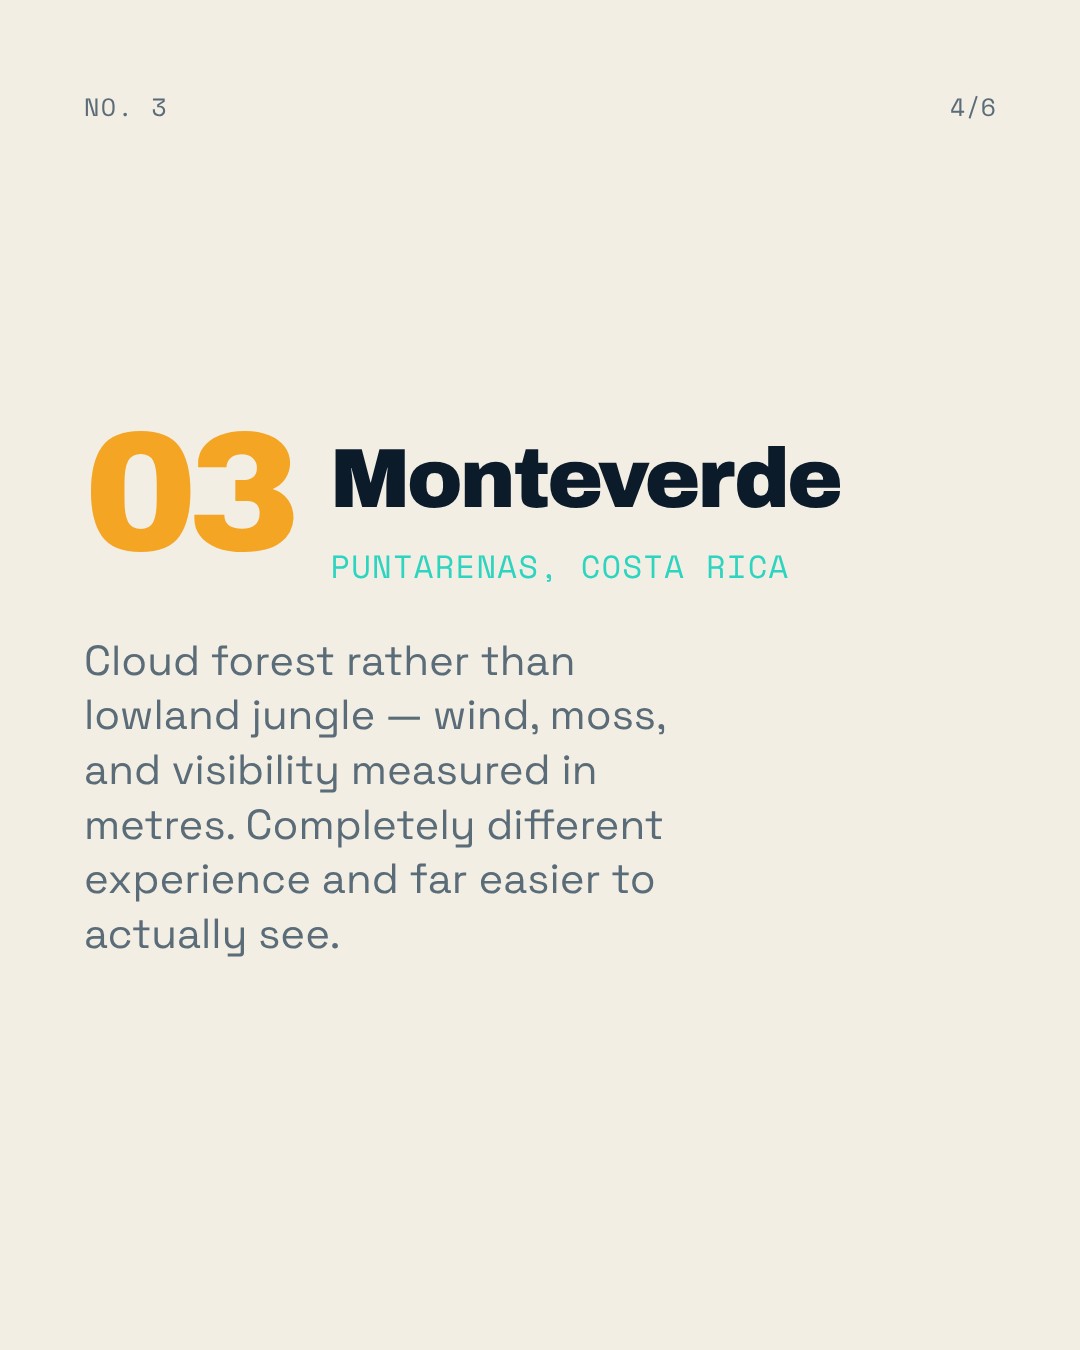 NO. 3
4/6
03
Monteverde
PUNTARENAS, COSTA RICA
Cloud forest rather than
lowland jungle — wind, moss,
and visibility measured in
metres. Completely different
experience and far easier to
actually see.